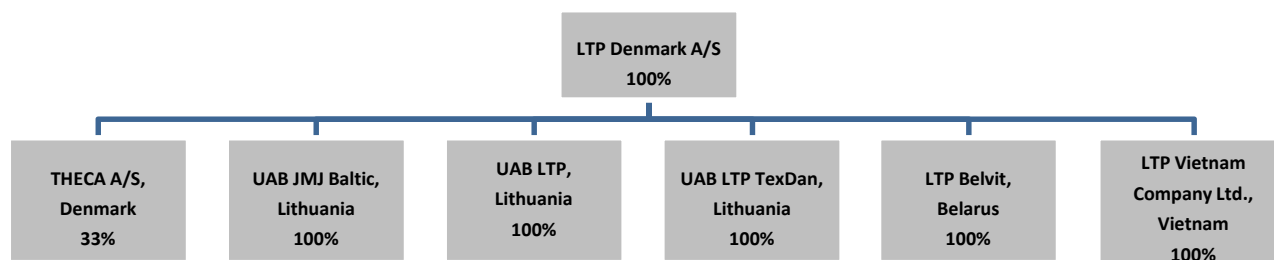 LTP Denmark A/S
100%
THECA A/S,
Denmark
33%
UAB JMJ Baltic,
Lithuania
100%
UAB LTP,
Lithuania
100%
UAB LTP TexDan,
Lithuania
100%
LTP Belvit,
Belarus
100%
LTP Vietnam
Company Ltd.,
Vietnam
100%